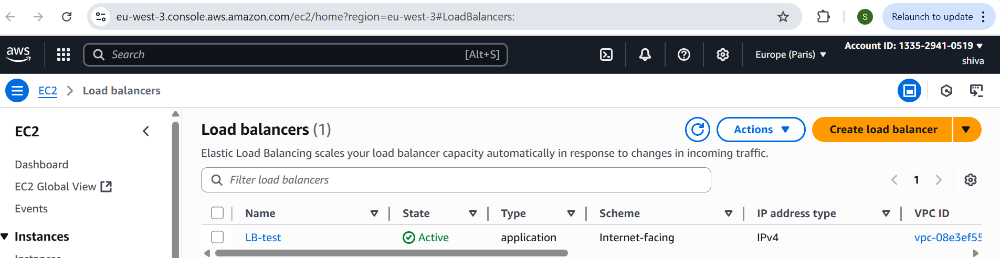 eu-west-3.console.aws.amazon.com/ec2/home?region=eu-west-3#LoadBalancers:
S
Relaunch to update
aws
Search
[Alt+S]
Europe (Paris)
Account ID: 1335-2941-0519
shiva
EC2
Load balancers
EC2
Dashboard
EC2 Global View
Events
Instances
Instances
Load balancers (1)
Actions
Create load balancer
Elastic Load Balancing scales your load balancer capacity automatically in response to changes in incoming traffic.
Filter load balancers
1
Name State Type Scheme IP address type VPC ID
LB-test Active application Internet-facing IPv4 vpc-08e3ef55